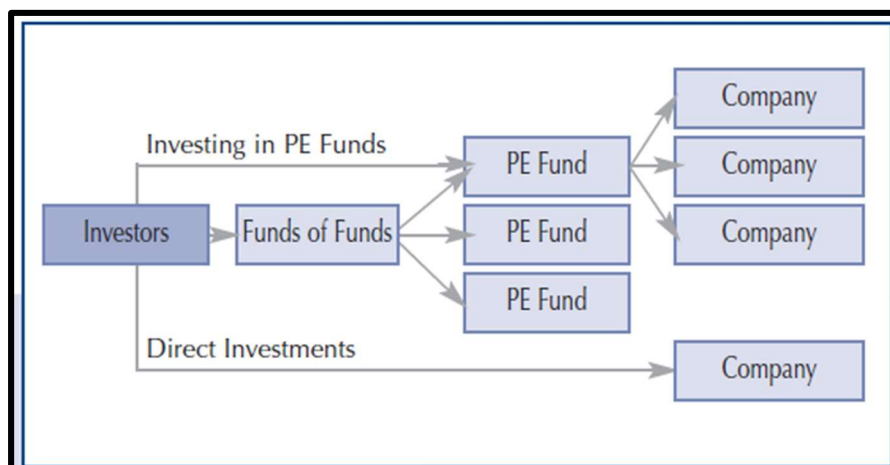 Company
Investing in PE Funds
PE Fund
Company
Investors
Funds of Funds
PE Fund
Company
PE Fund
Direct Investments
Company